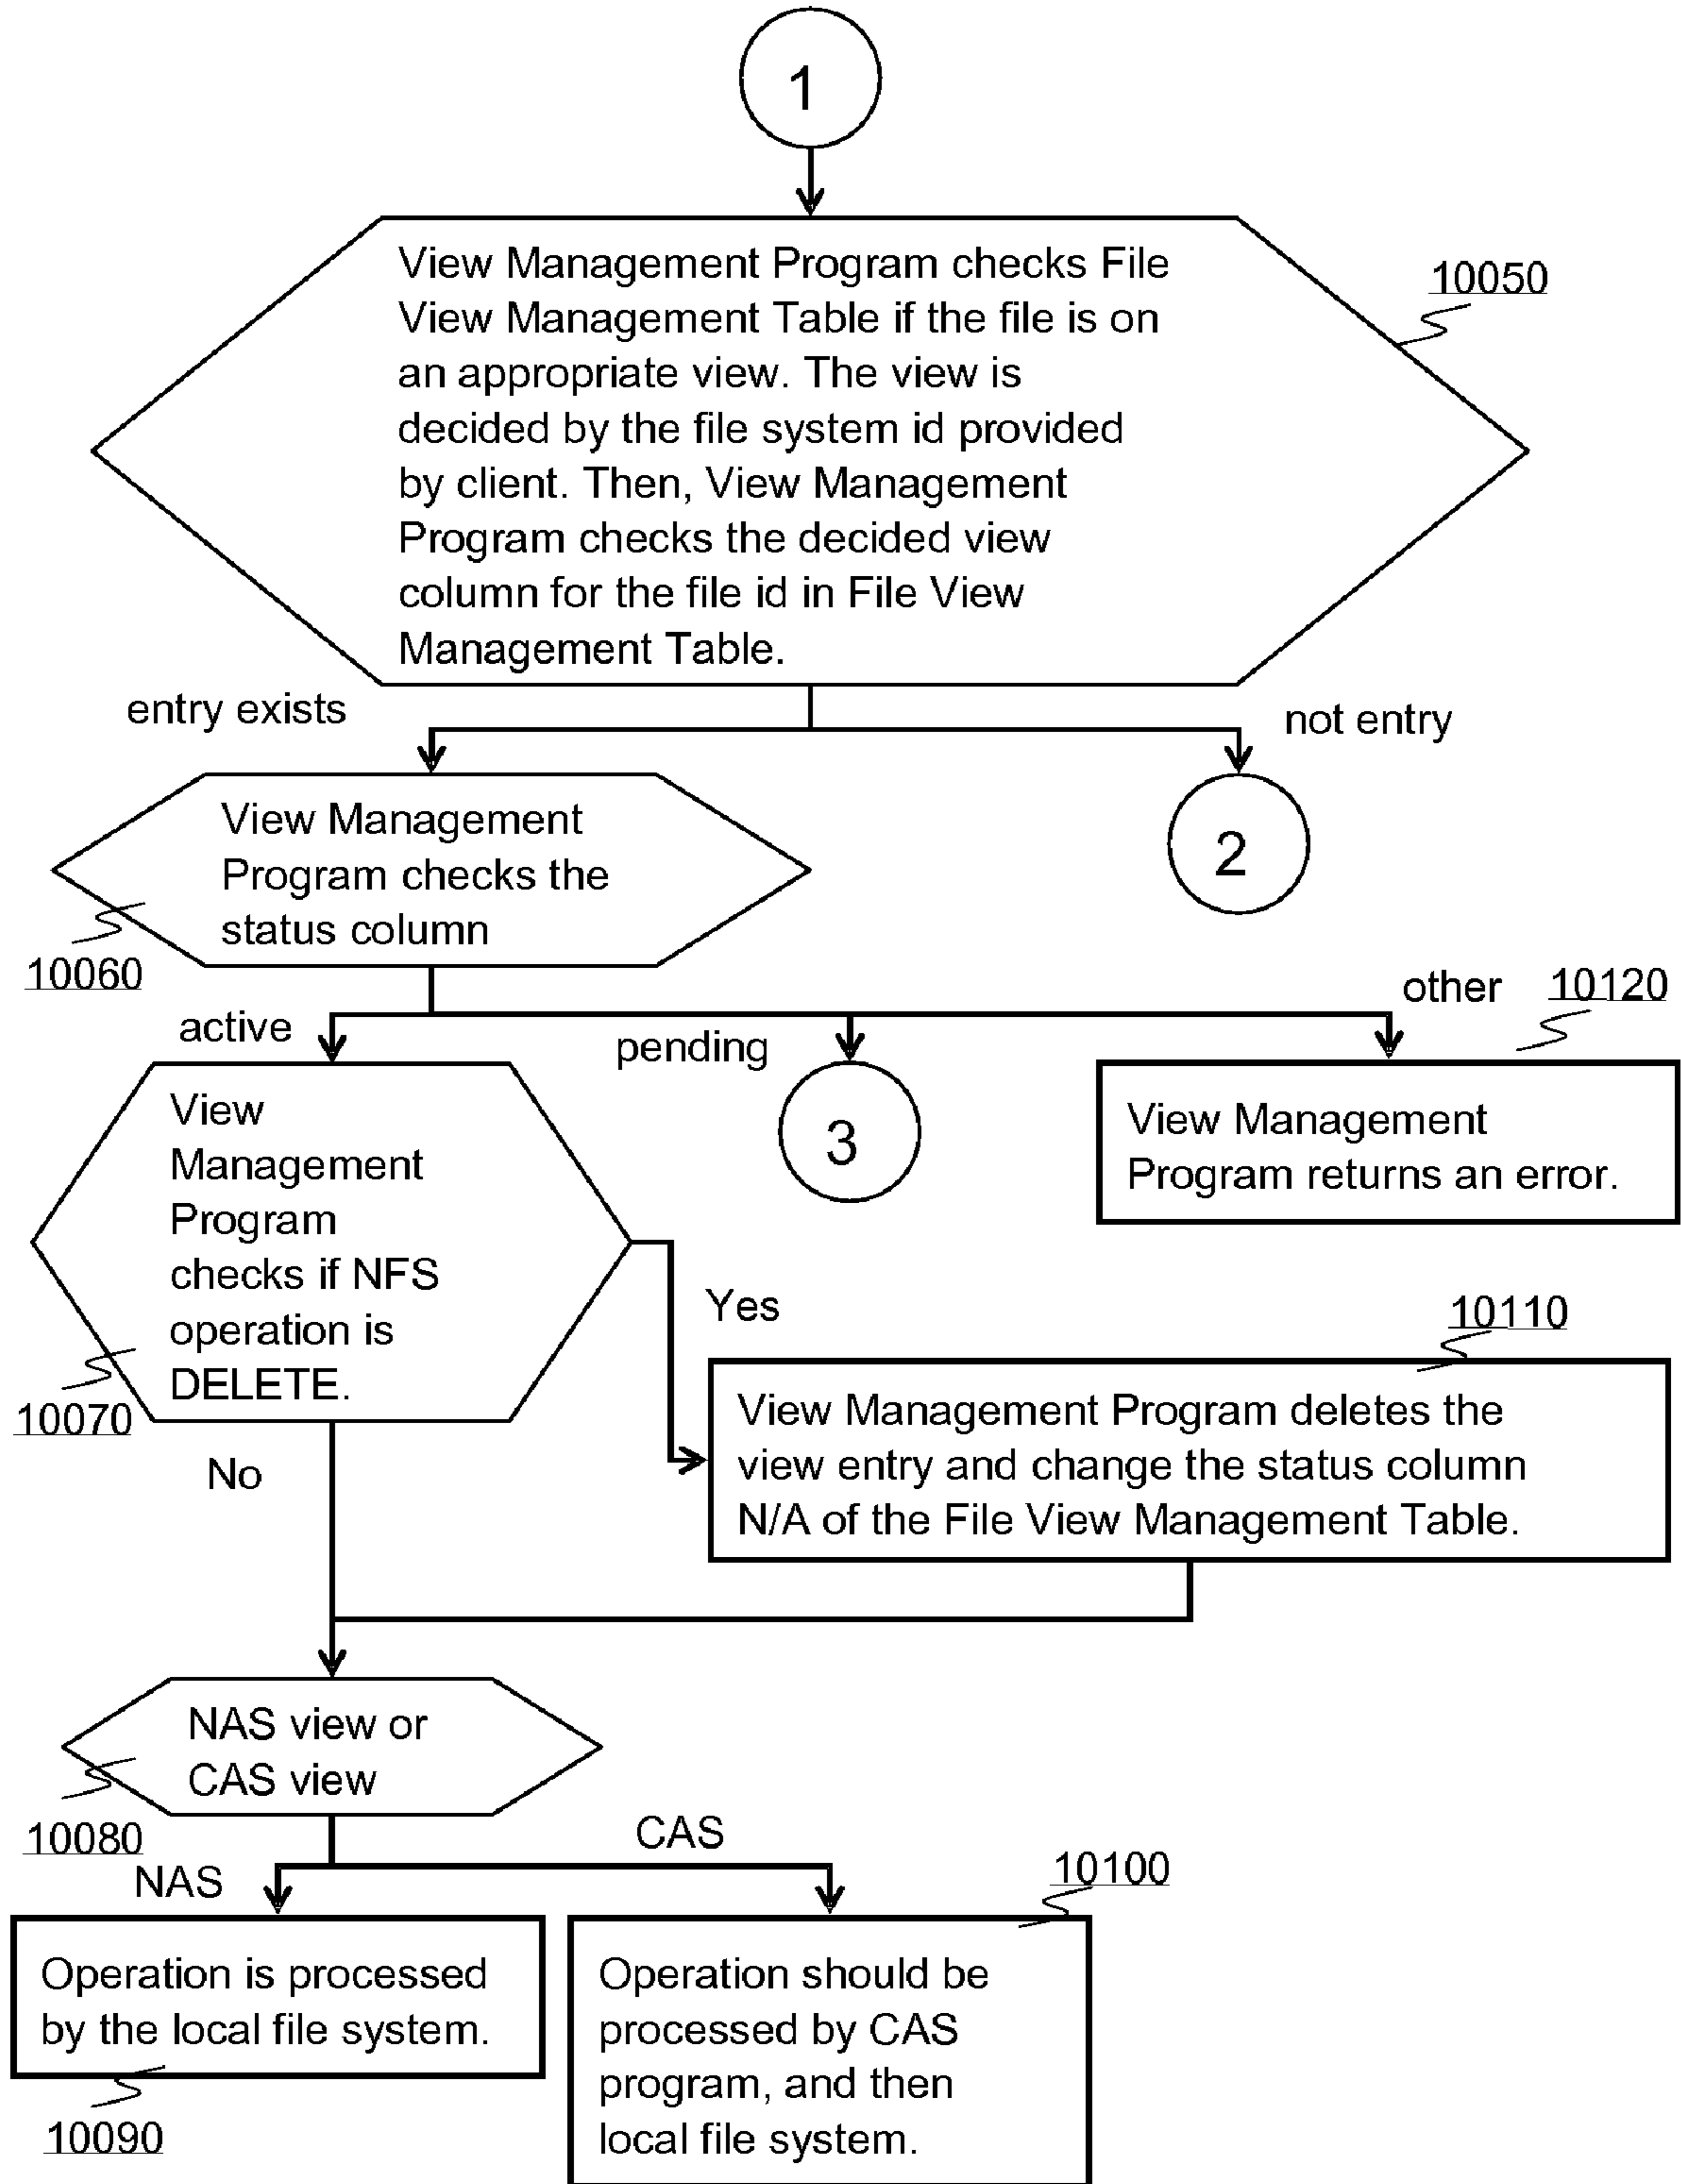 1
View Management Program checks File
View Management Table if the file is on
an appropriate view. The view is
decided by the file system id provided
by client. Then, View Management
Program checks the decided view
column for the file id in File View
Management Table.
10050
entry exists
not entry
View Management
Program checks the
status column
10060
2
active
pending
other
10120
View
Management
Program
checks if NFS
operation is
DELETE.
10070
3
View Management
Program returns an error.
Yes
10110
No
View Management Program deletes the
view entry and change the status column
N/A of the File View Management Table.
NAS view or
CAS view
10080
NAS
CAS
10100
Operation is processed
by the local file system.
10090
Operation should be
processed by CAS
program, and then
local file system.